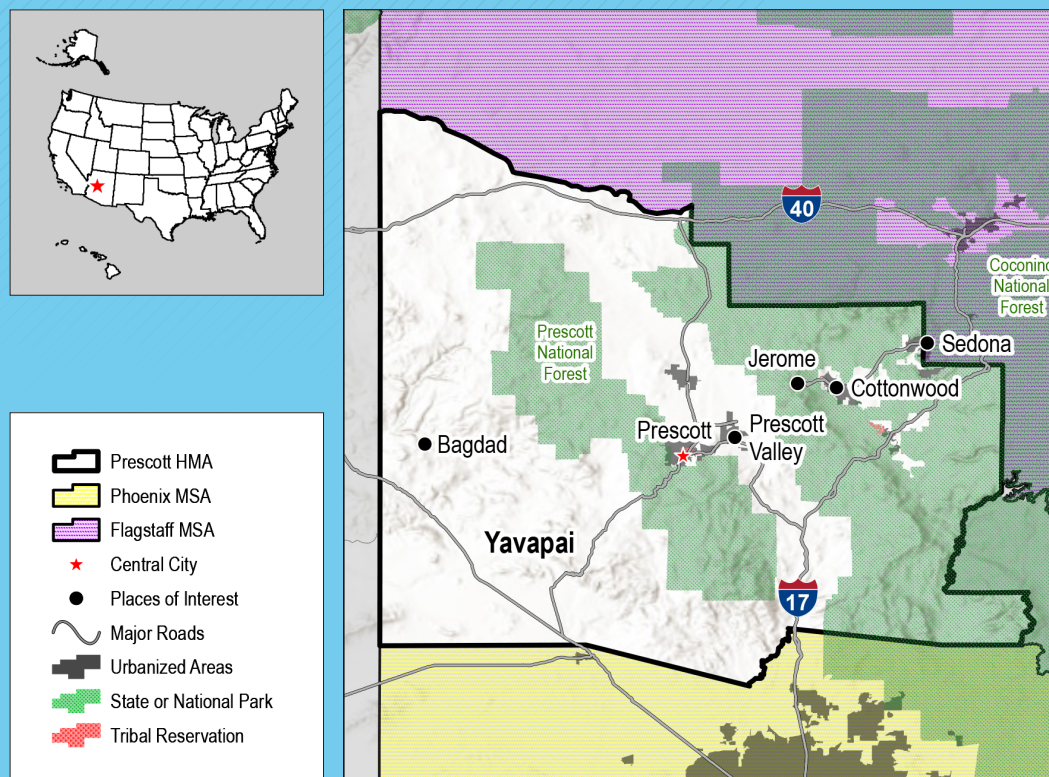 Prescott HMA
Phoenix MSA
Flagstaff MSA
Central City
Places of Interest
Major Roads
Urbanized Areas
State or National Park
Tribal Reservation
40
Coconino
National
Forest
Prescott
National
Forest
Sedona
Jerome
Cottonwood
Prescott
Prescott
Valley
Bagdad
Yavapai
17